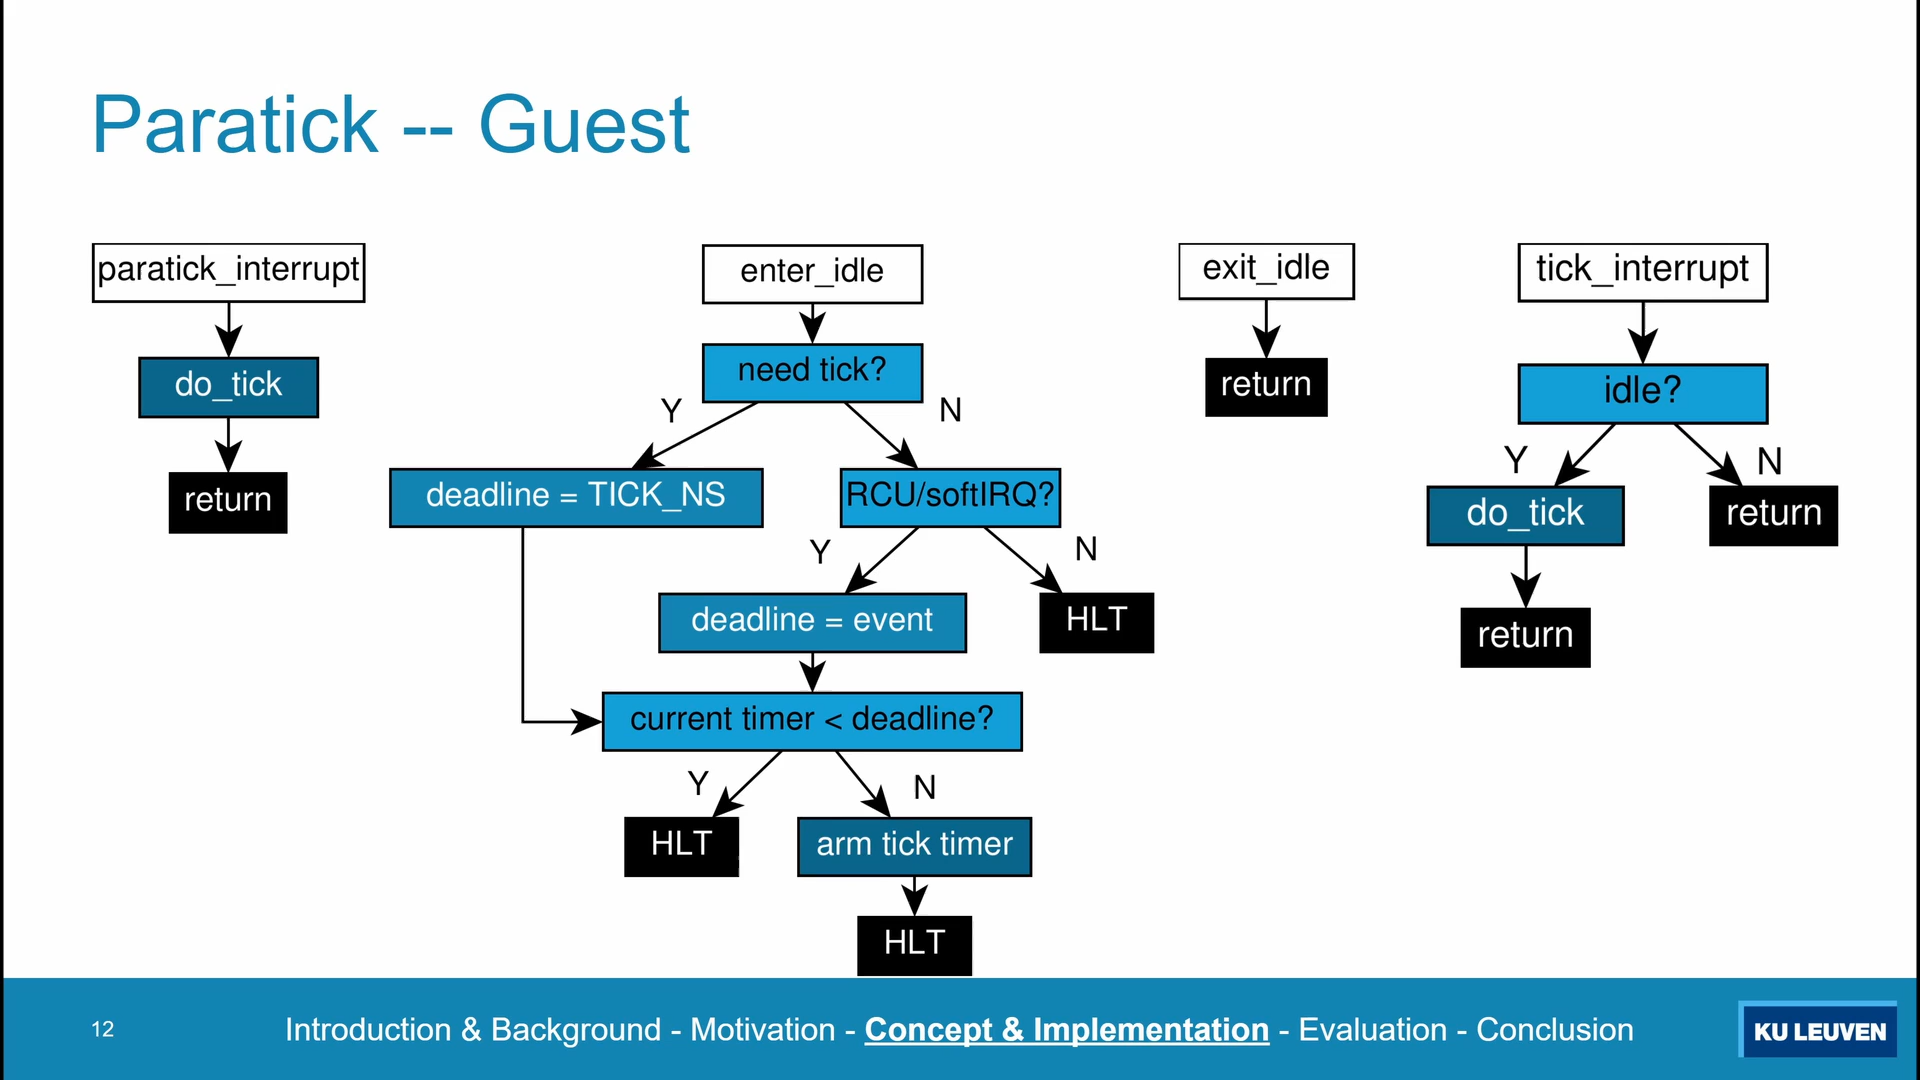 Paratick -- Guest
paratick_interrupt
do_tick
return
enter_idle
need tick?
Y
N
deadline = TICK_NS
RCU/softIRQ?
Y
N
deadline = event
HLT
current timer < deadline?
Y
N
HLT
arm tick timer
HLT
exit_idle
return
tick_interrupt
idle?
Y
N
do_tick
return
return
12
Introduction & Background - Motivation - Concept & Implementation - Evaluation - Conclusion
KU LEUVEN